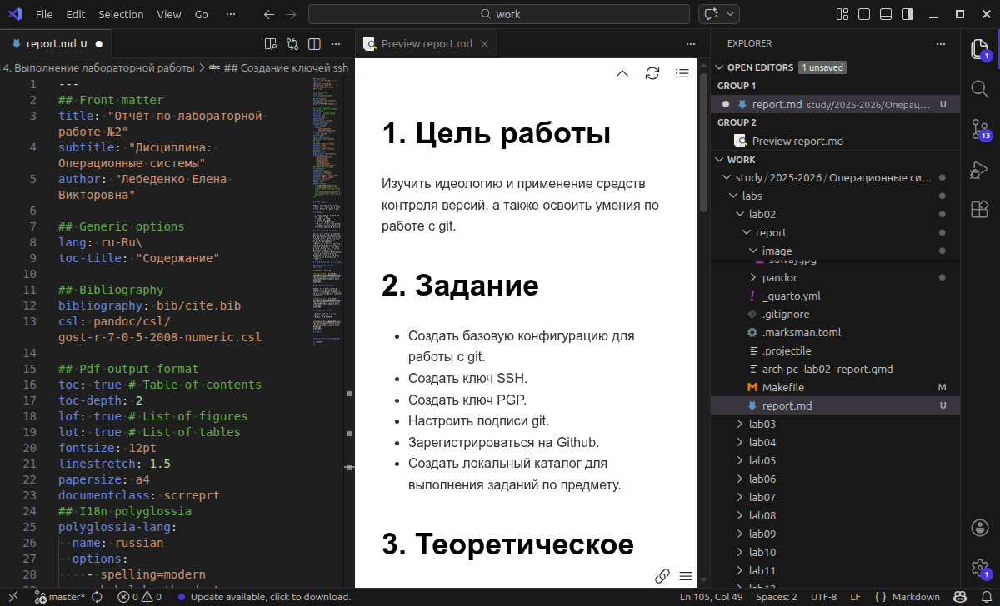 File Edit Selection View Go ··· work
report.md U ● Preview report.md EXPLORER
4. Выполнение лабораторной работы > abc ## Создание ключей ssh
1 ---
2 ## Front matter
3 title: "Отчёт по лабораторной
работе №2"
4 subtitle: "Дисциплина:
Операционные системы"
5 author: "Лебеденко Елена
Викторовна"
6
7 ## Generic options
8 lang: ru-Ru\
9 toc-title: "Содержание"
10
11 ## Bibliography
12 bibliography: bib/cite.bib
13 csl: pandoc/csl/
gost-r-7-0-5-2008-numeric.csl
14
15 ## Pdf output format
16 toc: true # Table of contents
17 toc-depth: 2
18 lof: true # List of figures
19 lot: true # List of tables
20 fontsize: 12pt
21 linestretch: 1.5
22 papersize: a4
23 documentclass: scrreprt
24 ## I18n polyglossia
25 polyglossia-lang:
26 name: russian
27 options:
28 - spelling=modern
1. Цель работы
Изучить идеологию и применение средств
контроля версий, а также освоить умения по
работе с git.
2. Задание
• Создать базовую конфигурацию для
работы с git.
• Создать ключ SSH.
• Создать ключ PGP.
• Настроить подписи git.
• Зарегистрироваться на Github.
• Создать локальный каталог для
выполнения заданий по предмету.
3. Теоретическое
OPEN EDITORS 1 unsaved
GROUP 1
report.md study/2025-2026/Операц... U
GROUP 2
Preview report.md
WORK
study / 2025-2026 / Операционные си...
labs
lab02
report
image
solvay.jpg
pandoc
_quarto.yml
.gitignore
.marksman.toml
.projectile
arch-pc--lab02--report.qmd
Makefile M
report.md U
lab03
lab04
lab05
lab06
lab07
lab08
lab09
lab10
lab11
1
13
1
master* 0 0 Update available, click to download. Ln 105, Col 49 Spaces: 2 UTF-8 LF { } Markdown